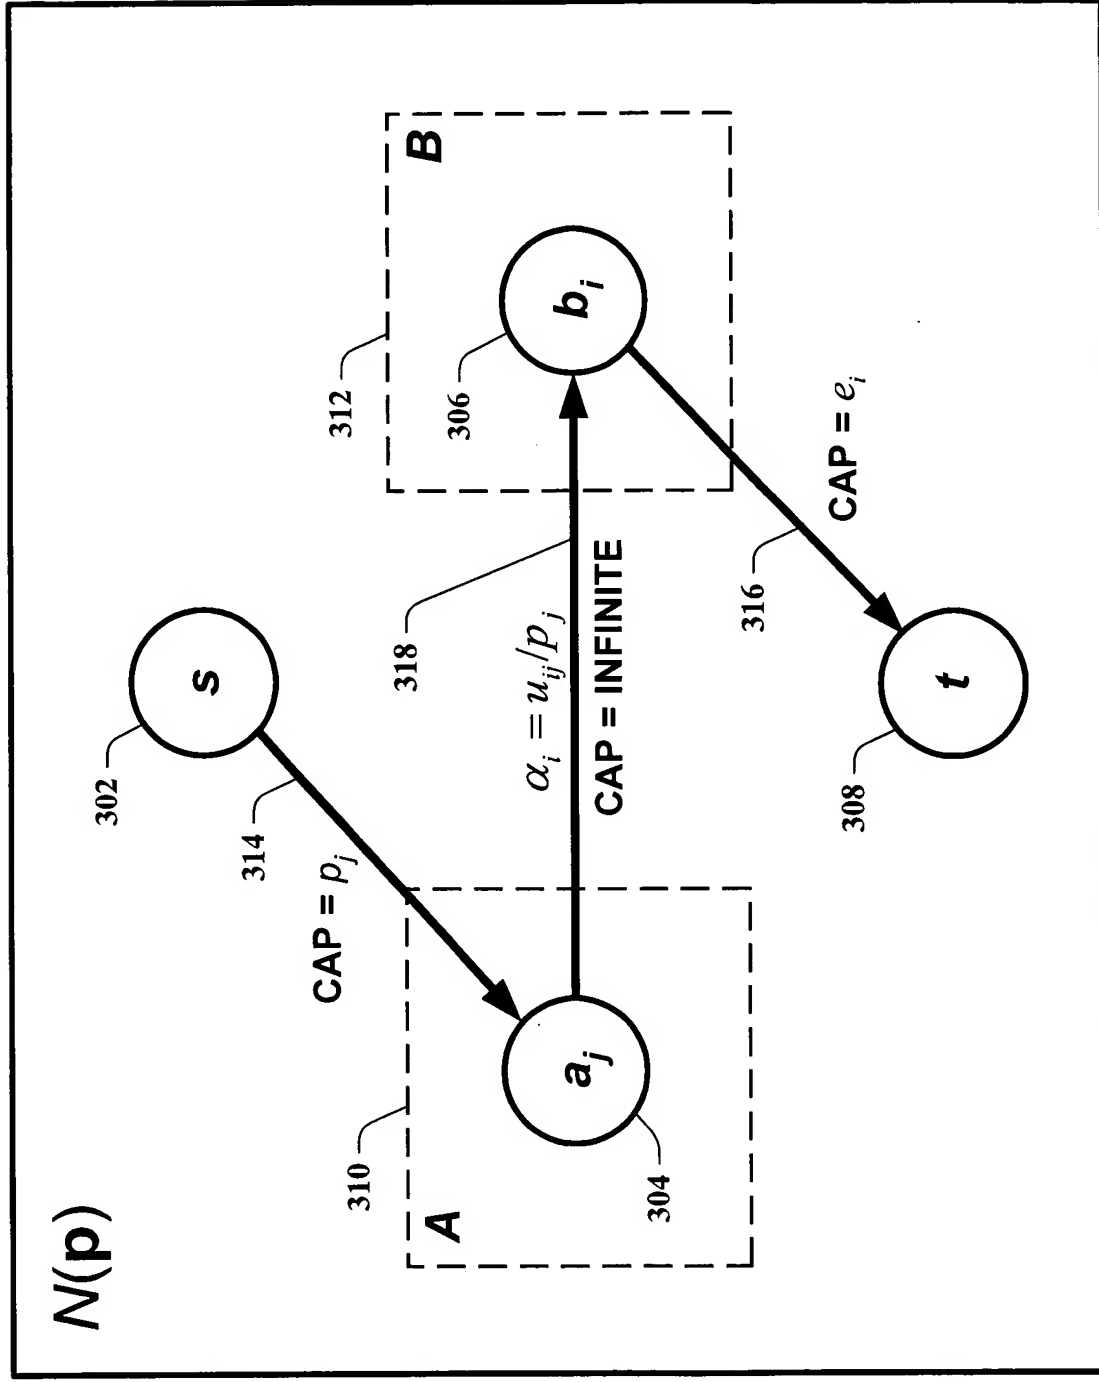 N(p)
302
s
314
CAP = p_j
312
B
306
b_i
310
A
a_j
304
318
α_i = u_ij/p_j
CAP = INFINITE
316
CAP = e_i
308
t